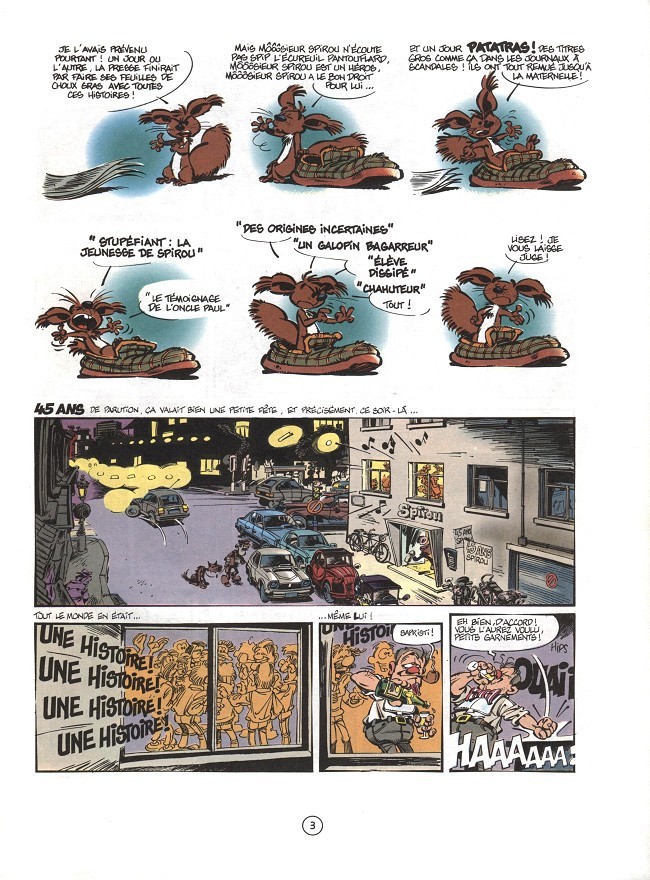 JE L'AVAIS PRÉVENU
POURTANT ! UN JOUR OU
L'AUTRE, LA PRESSE FINIRAIT
PAR FAIRE SES FEUILLES DE
CHOUX GRAS AVEC TOUTES
CES HISTOIRES !
MAIS MÔÔÔSIEUR SPIROU N'ÉCOUTE
PAS SPIP L'ÉCUREUIL PANTOUFLARD,
MÔÔÔSIEUR SPIROU EST UN HÉROS,
MÔÔÔSIEUR SPIROU A LE BON DROIT
POUR LUI ...
ET UN JOUR PATATRAS ! DES TITRES
GROS COMME ÇA DANS LES JOURNAUX À
SCANDALES ! ILS ONT TOUT REMUÉ JUSQU'À
LA MATERNELLE !
"STUPÉFIANT : LA
JEUNESSE DE SPIROU"
"LE TÉMOIGNAGE
DE L'ONCLE PAUL"
"DES ORIGINES INCERTAINES"
"UN GALOPIN BAGARREUR"
"ÉLÈVE
DISSIPÉ"
"CHAHUTEUR"
TOUT !
LISEZ ! JE
VOUS LAISSE
JUGE !
45 ANS DE PARUTION, ÇA VALAIT BIEN UNE PETITE FÊTE, ET PRÉCISÉMENT, CE SOIR-LÀ ...
Spirou
45 ANS
SPIROU
TOUT LE MONDE EN ÉTAIT ...
UNE HISTOIRE !
UNE HISTOIRE !
UNE HISTOIRE !
UNE HISTOIRE !
... MÊME LUI !
UNE
HISTOI
SAPRISTI !
EH BIEN, D'ACCORD !
VOUS L'AUREZ VOULU,
PETITS GARNEMENTS !
HIPS
OUAII
HAAAAAA
3